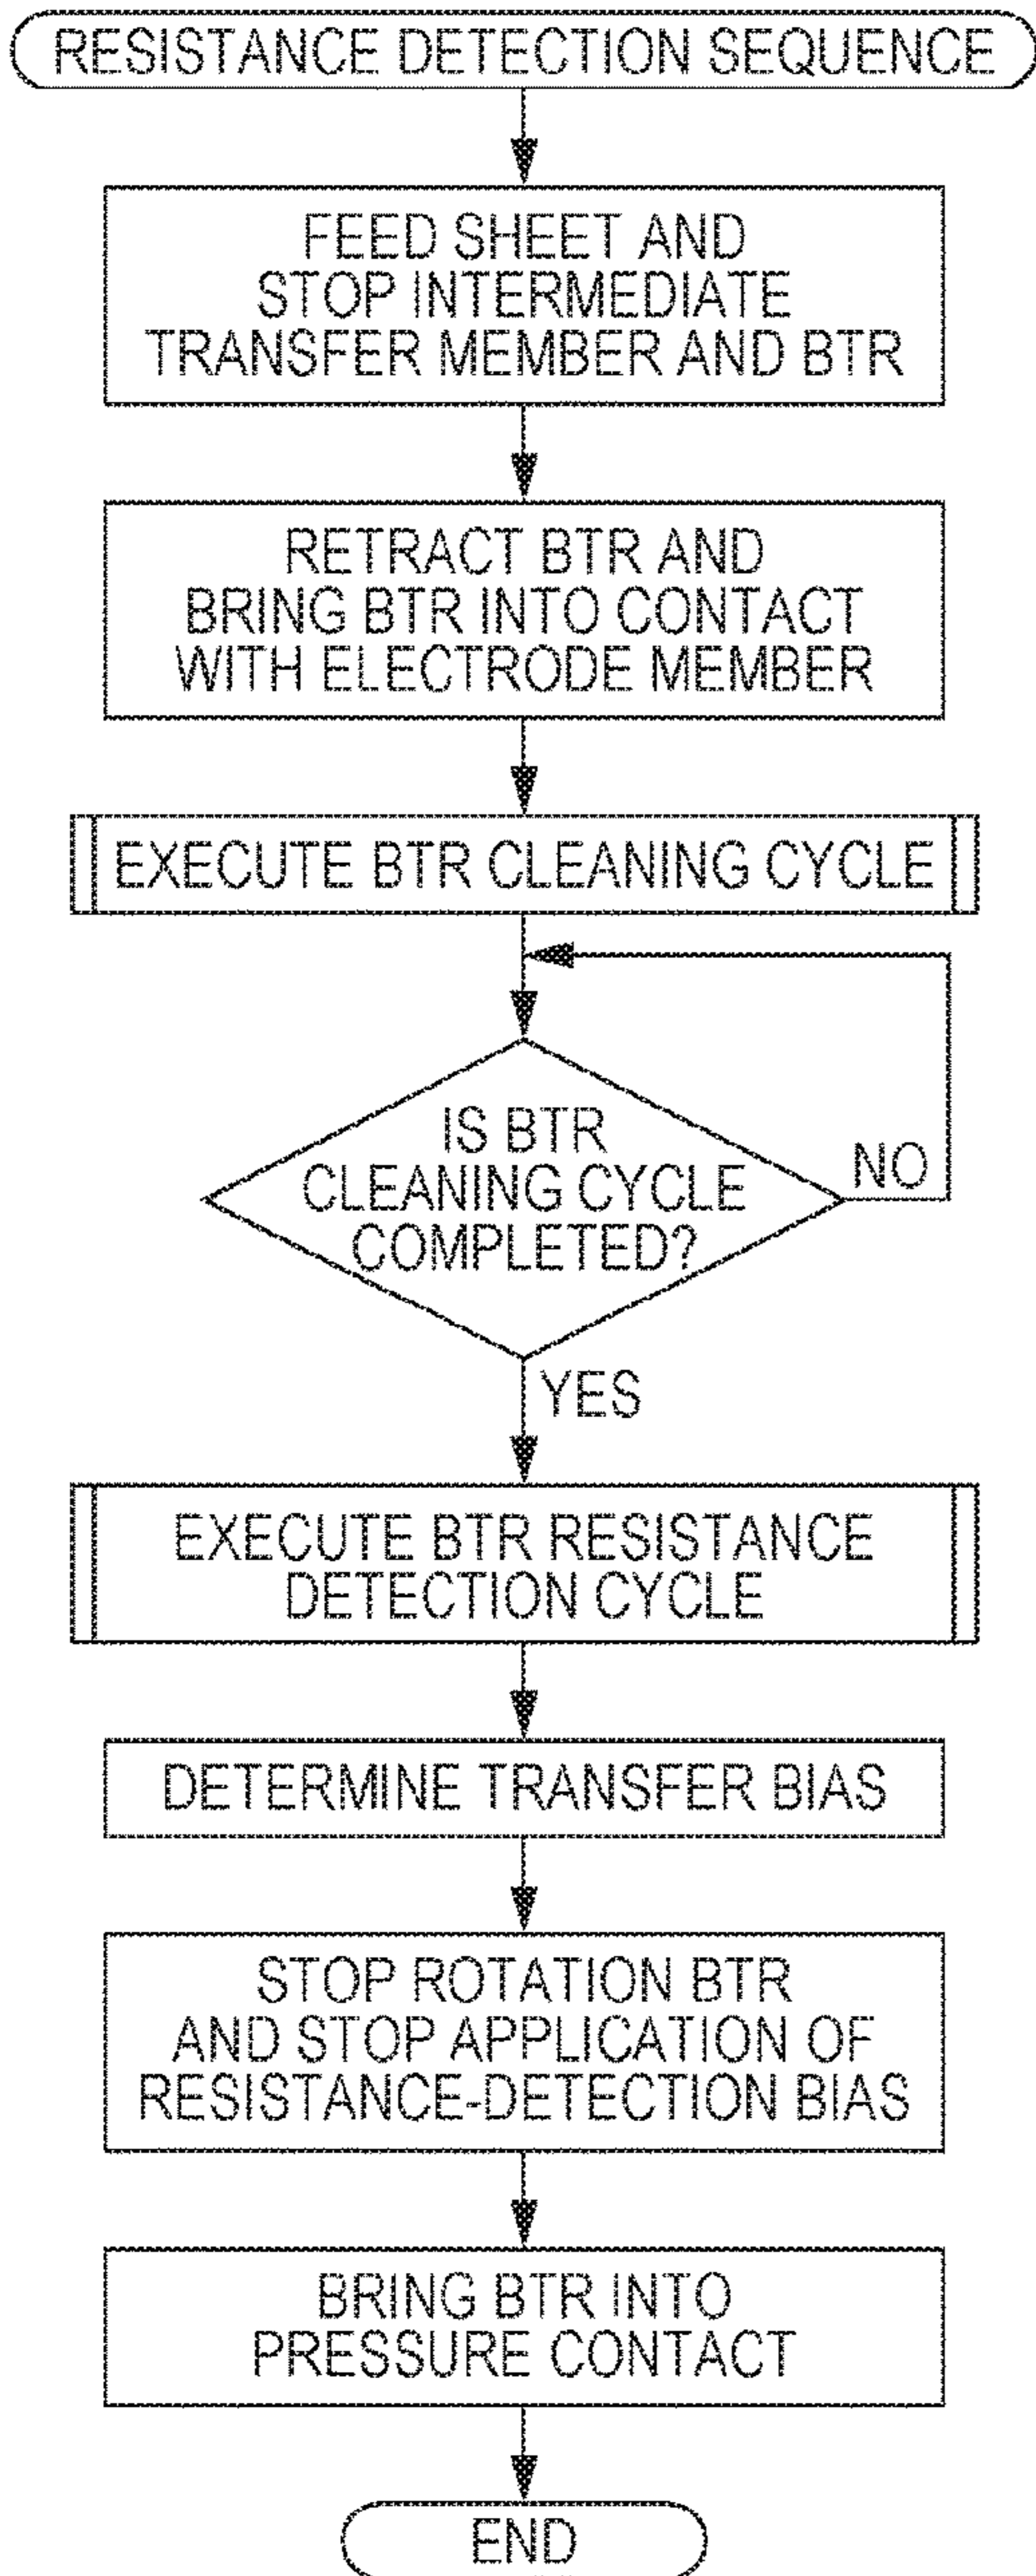 RESISTANCE DETECTION SEQUENCE
FEED SHEET AND
STOP INTERMEDIATE
TRANSFER MEMBER AND BTR
RETRACT BTR AND
BRING BTR INTO CONTACT
WITH ELECTRODE MEMBER
EXECUTE BTR CLEANING CYCLE
IS BTR
CLEANING CYCLE
COMPLETED?
NO
YES
EXECUTE BTR RESISTANCE
DETECTION CYCLE
DETERMINE TRANSFER BIAS
STOP ROTATION BTR
AND STOP APPLICATION OF
RESISTANCE-DETECTION BIAS
BRING BTR INTO
PRESSURE CONTACT
END